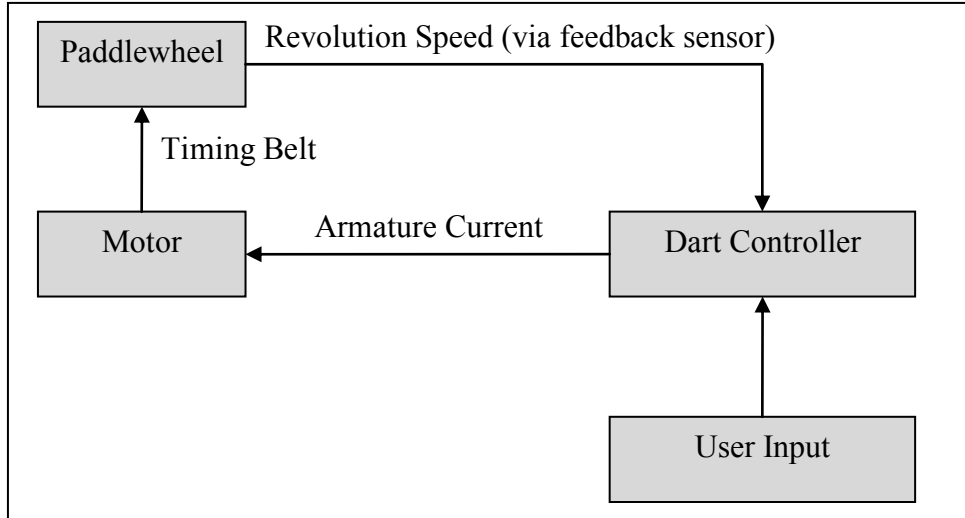 Paddlewheel
Revolution Speed (via feedback sensor)
Timing Belt
Motor
Armature Current
Dart Controller
User Input